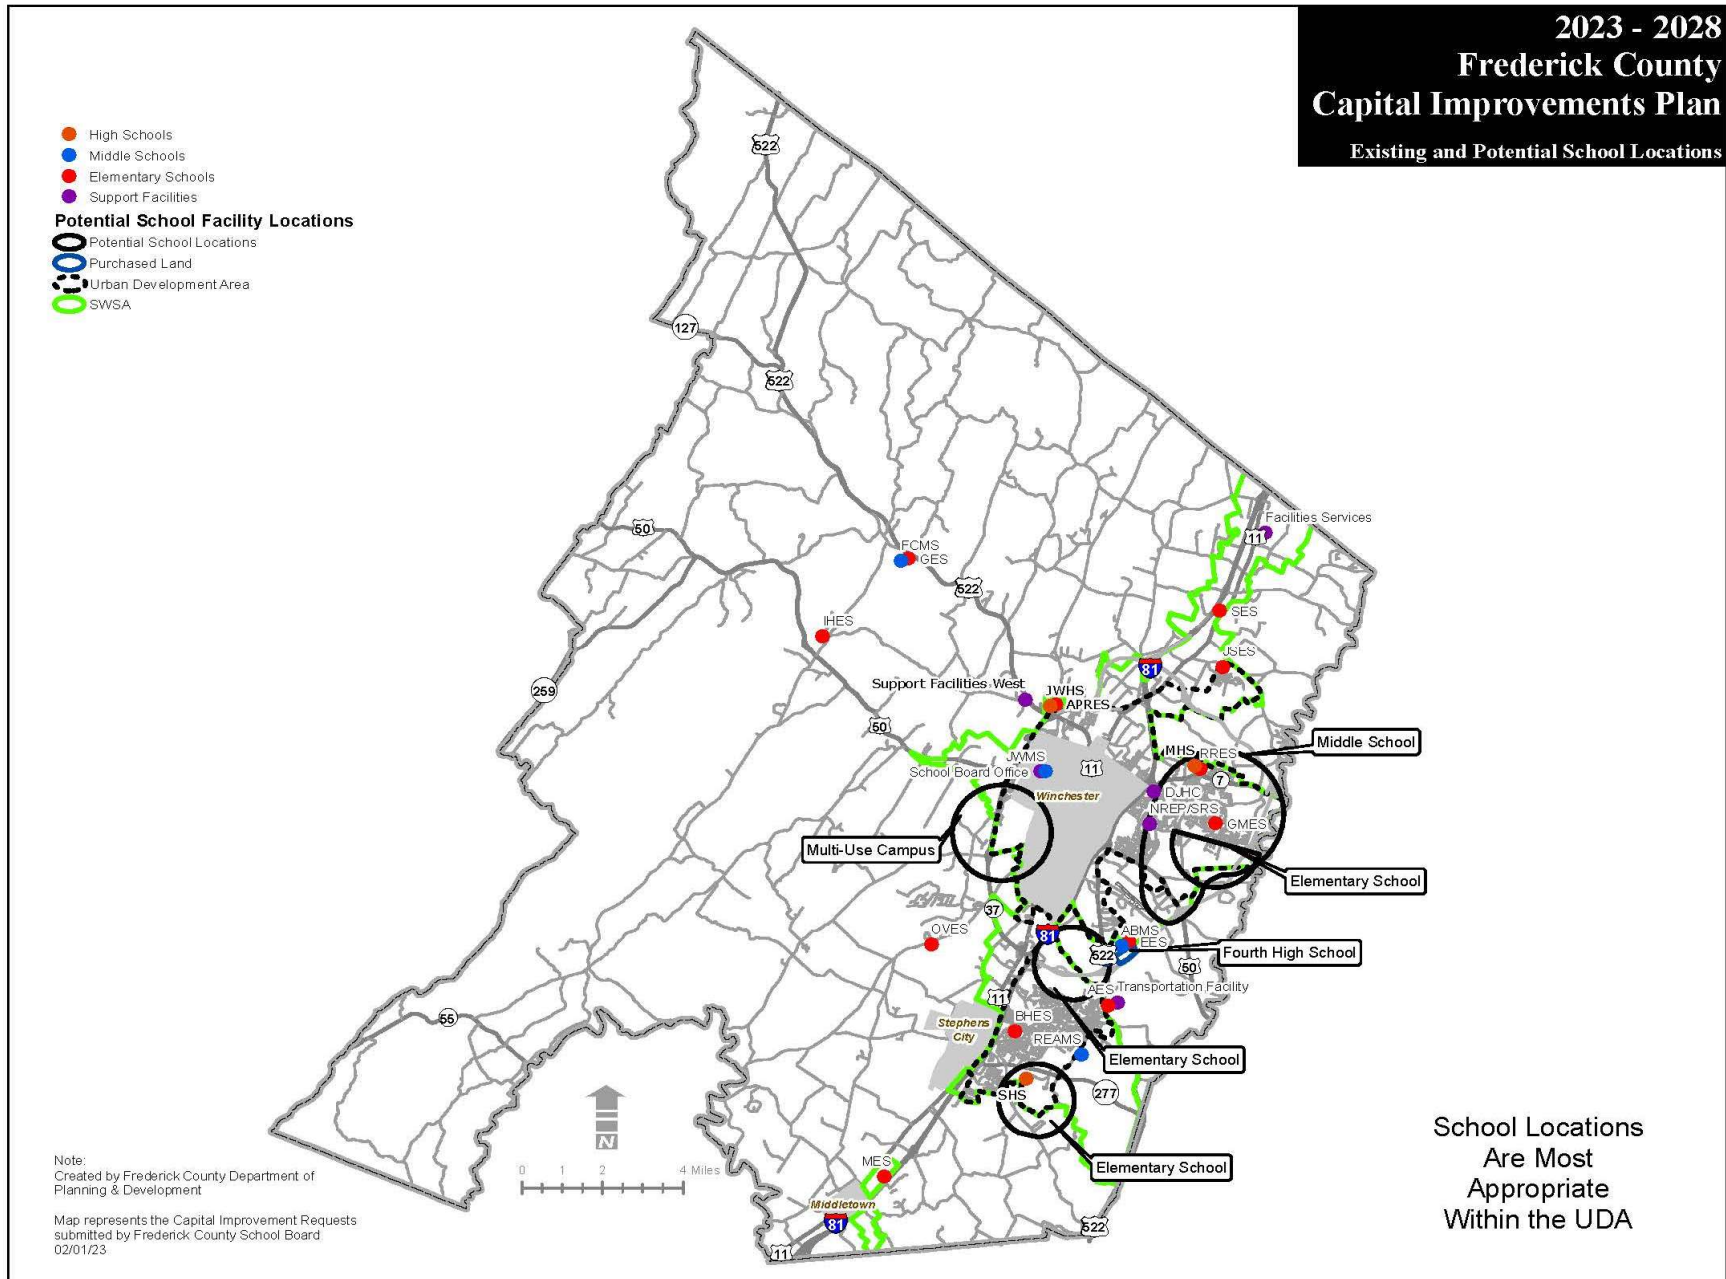 2023 - 2028
Frederick County
Capital Improvements Plan
Existing and Potential School Locations
High Schools
Middle Schools
Elementary Schools
Support Facilities
Potential School Facility Locations
Potential School Locations
Purchased Land
Urban Development Area
SWSA
522
127
522
50
Facilities Services
11
FCMS
GES
522
SES
IHES
JSES
81
259
Support Facilities West
JWHS
APRES
50
Middle School
MHS
RRES
JWMS
11
School Board Office
7
DJHC
Winchester
NREP/SRS
GMES
Multi-Use Campus
Elementary School
37
OVES
81
ABMS
EES
522
Fourth High School
50
AES
Transportation Facility
11
55
BHES
Stephens
City
REAMS
Elementary School
277
SHS
N
MES
Elementary School
0 1 2 4 Miles
Middletown
81
522
11
Note:
Created by Frederick County Department of
Planning & Development
Map represents the Capital Improvement Requests
submitted by Frederick County School Board
02/01/23
School Locations
Are Most
Appropriate
Within the UDA